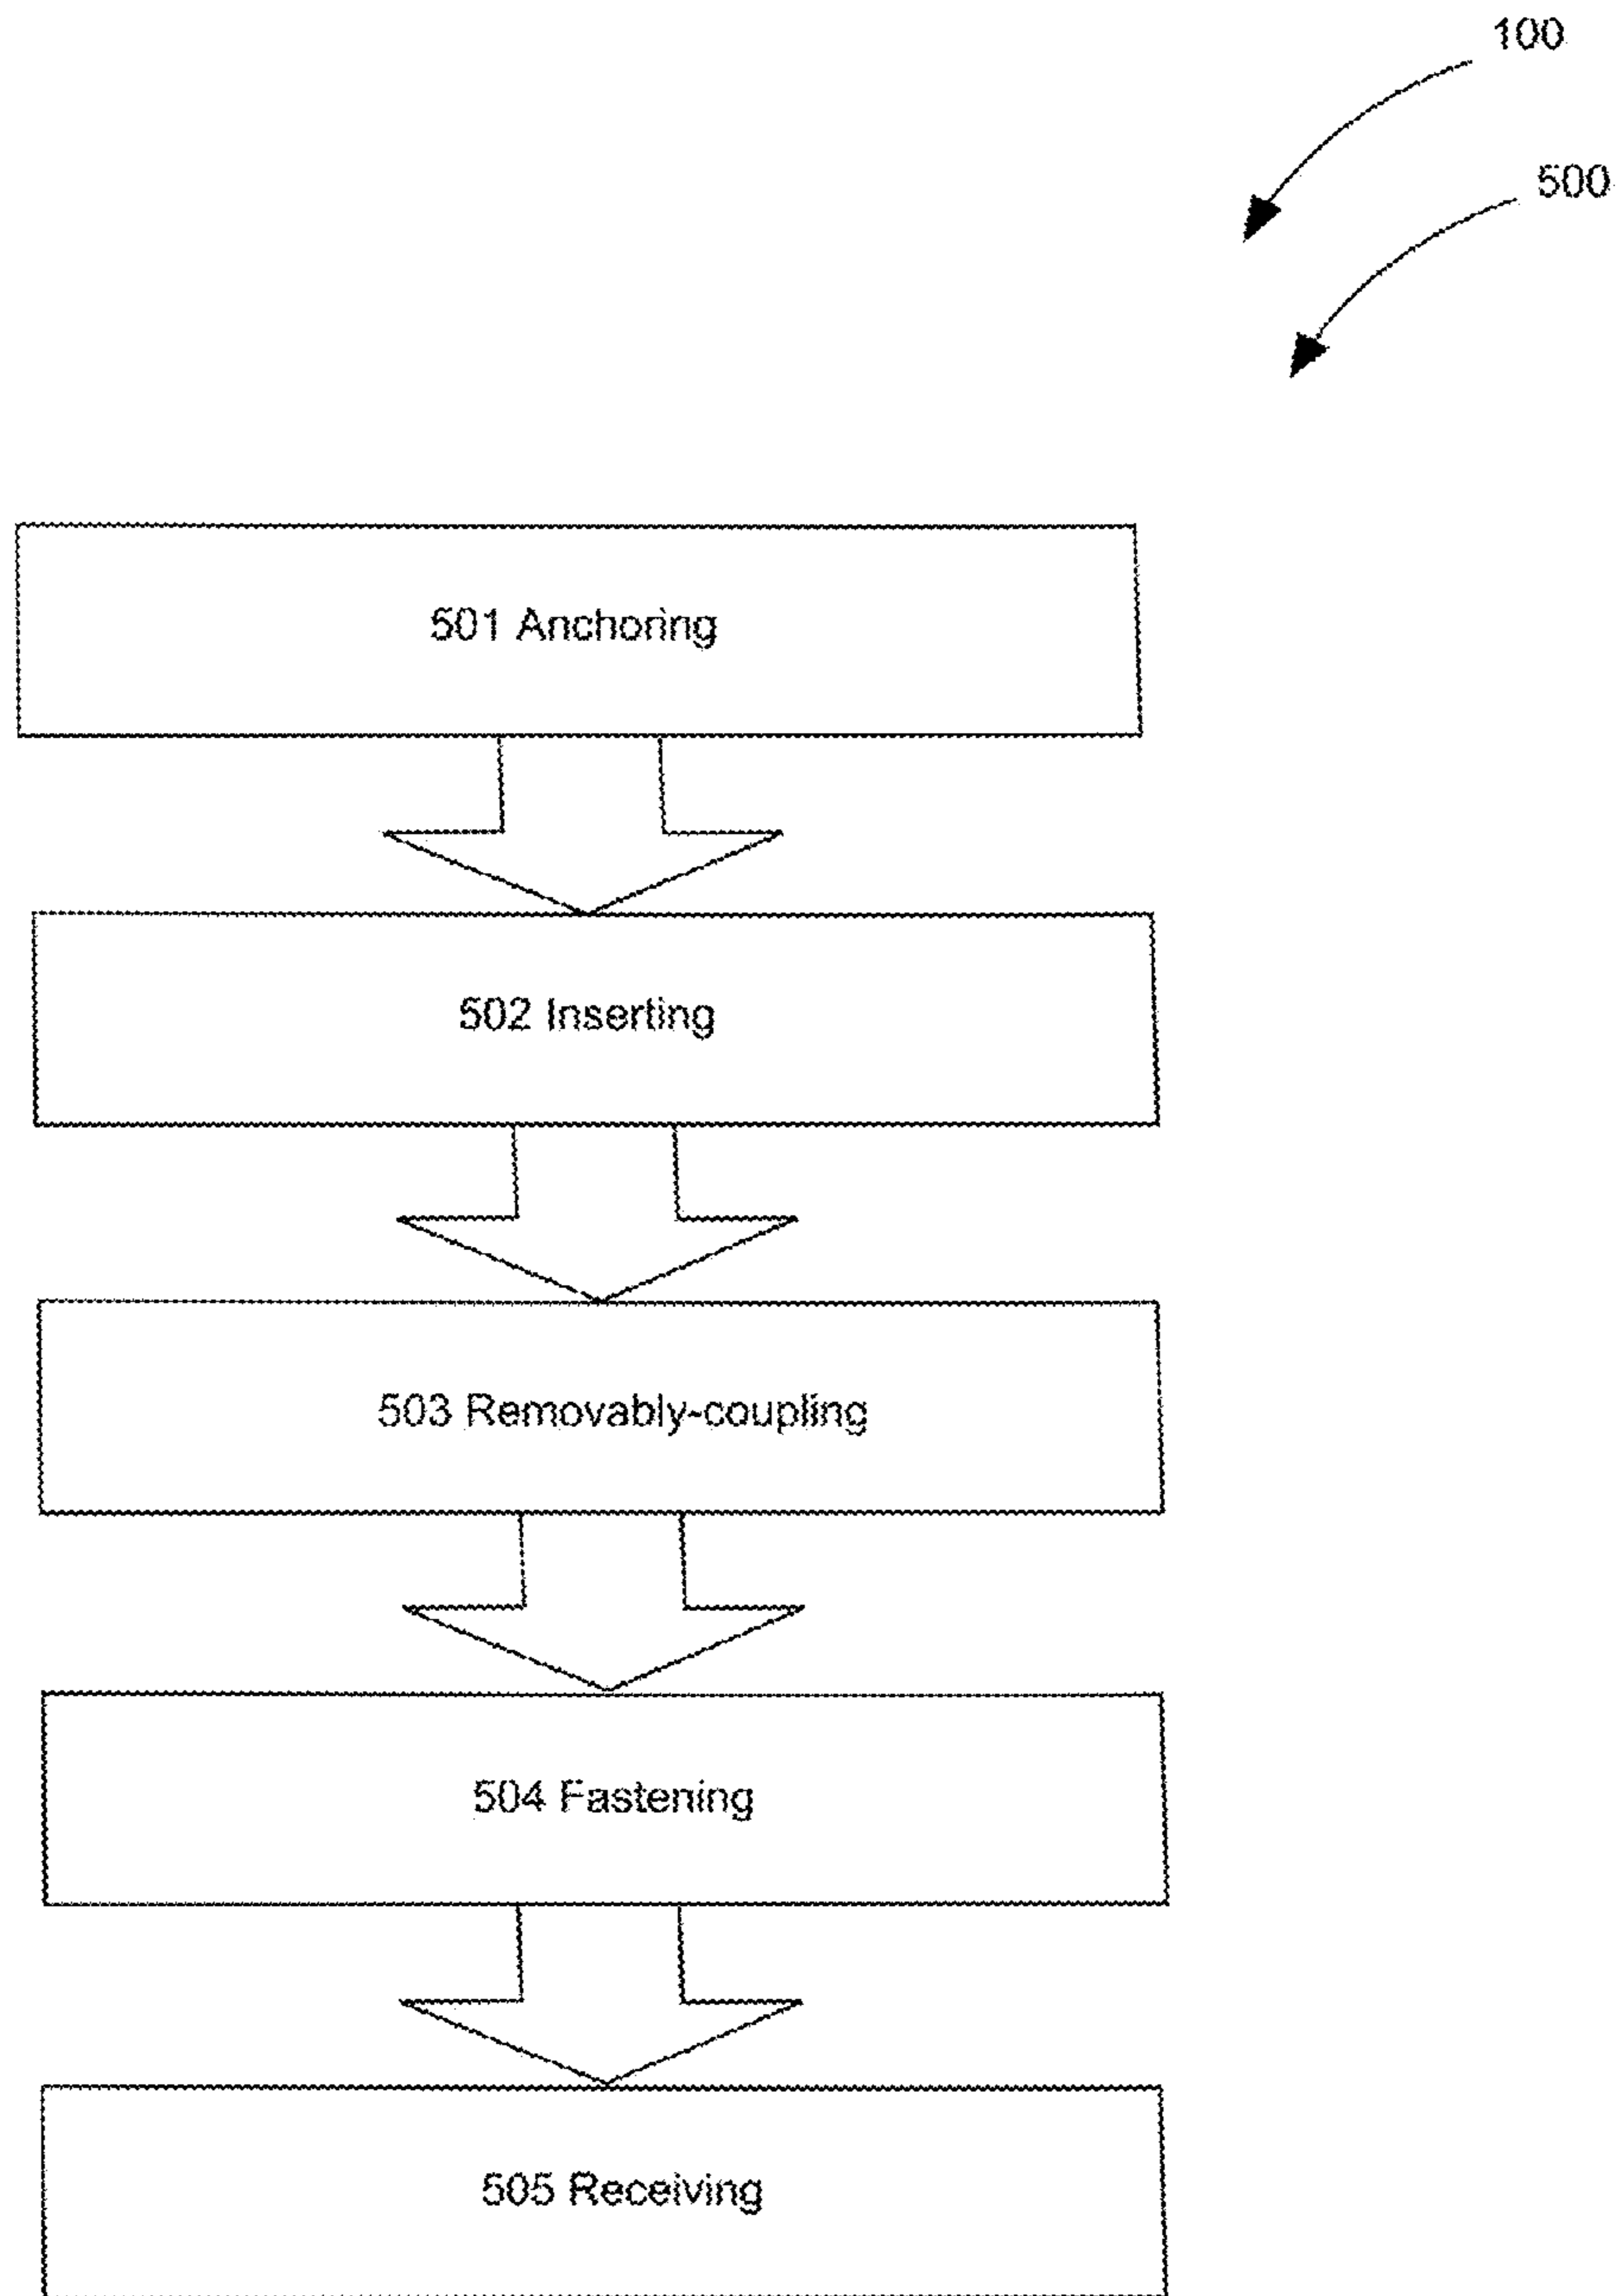 100
500
501 Anchoring
502 Inserting
503 Removably-coupling
504 Fastening
505 Receiving